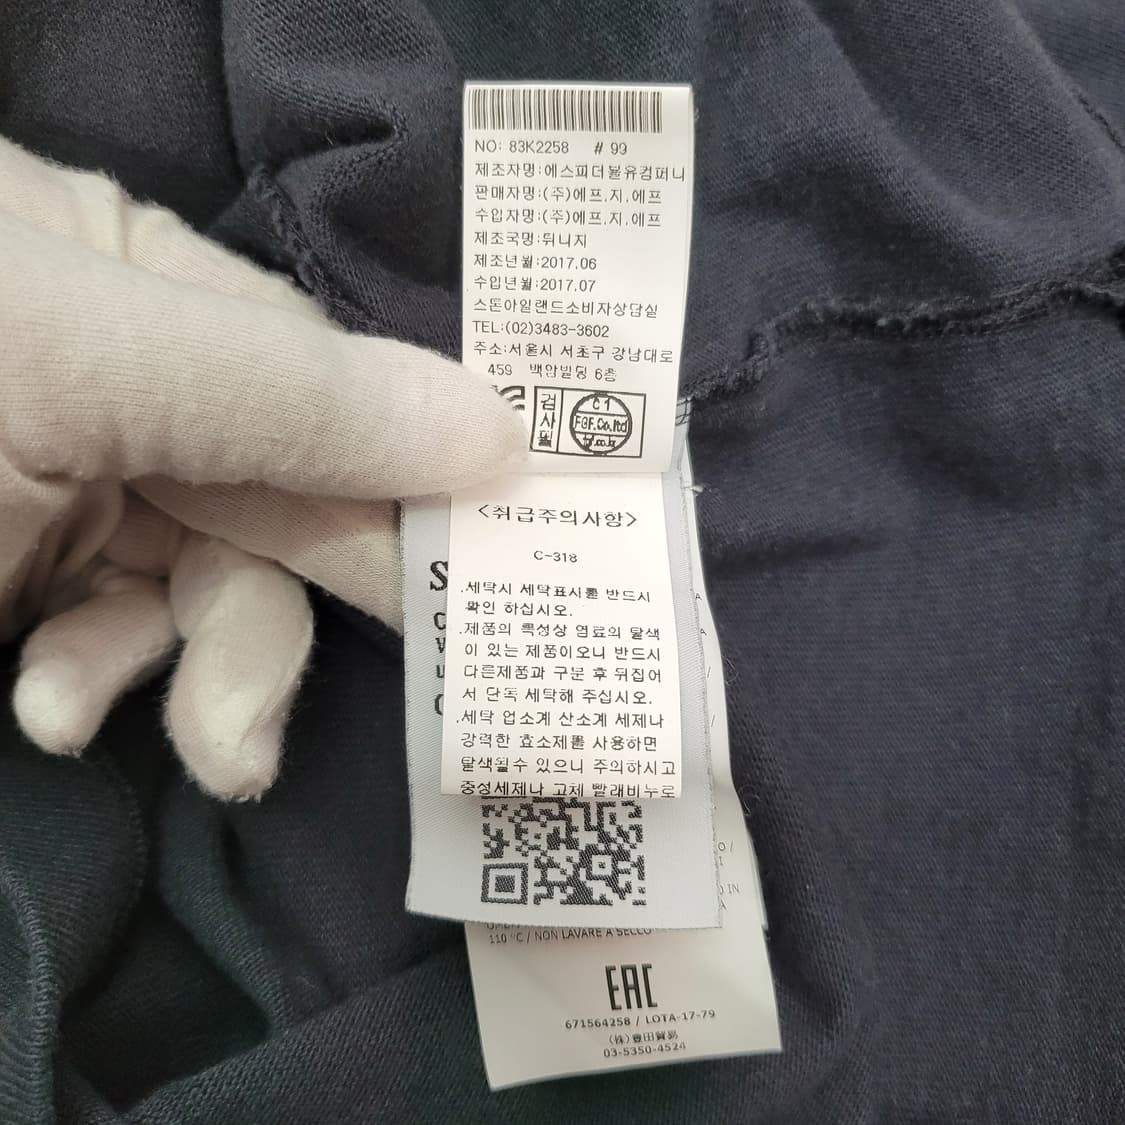 NO: 83K2258 # 99
제조자명:에스피더블유컴퍼니
판매자명:(주)에프.지.에프
수입자명:(주)에프.지.에프
제조국명:튀니지
제조년월:2017.06
수입년월:2017.07
스톤아일랜드소비자상담실
TEL:(02)3483-3602
주소:서울시 서초구 강남대로
459 백암빌딩 6층
검사필
C1
FGF.Co.ltd
<취급주의사항>
C-318
.세탁시 세탁표시를 반드시
확인 하십시오.
.제품의 특성상 염료의 탈색
이 있는 제품이오니 반드시
다른제품과 구분 후 뒤집어
서 단독 세탁해 주십시오.
.세탁 업소계 산소계 세제나
강력한 효소제를 사용하면
탈색될수 있으니 주의하시고
중성세제나 고체 빨래비누로
110 °C / NON LAVARE A SECCO
EAC
671564258 / LOTA-17-79
(株)豊田貿易
03-5350-4524